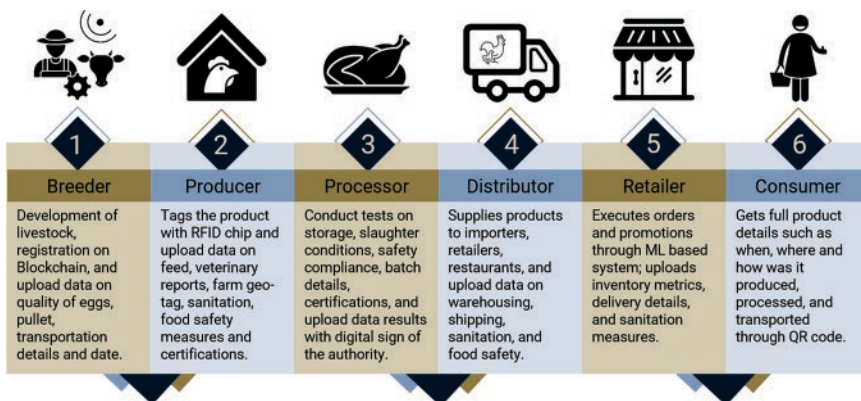 1
Breeder
Development of
livestock,
registration on
Blockchain, and
upload data on
quality of eggs,
pullet,
transportation
details and date.
2
Producer
Tags the product
with RFID chip and
upload data on
feed, veterinary
reports, farm geo-
tag, sanitation,
food safety
measures and
certifications.
3
Processor
Conduct tests on
storage, slaughter
conditions, safety
compliance, batch
details,
certifications, and
upload data results
with digital sign of
the authority.
4
Distributor
Supplies products
to importers,
retailers,
restaurants, and
upload data on
warehousing,
shipping,
sanitation, and
food safety.
5
Retailer
Executes orders
and promotions
through ML based
system; uploads
inventory metrics,
delivery details,
and sanitation
measures.
6
Consumer
Gets full product
details such as
when, where and
how was it
produced,
processed, and
transported
through QR code.